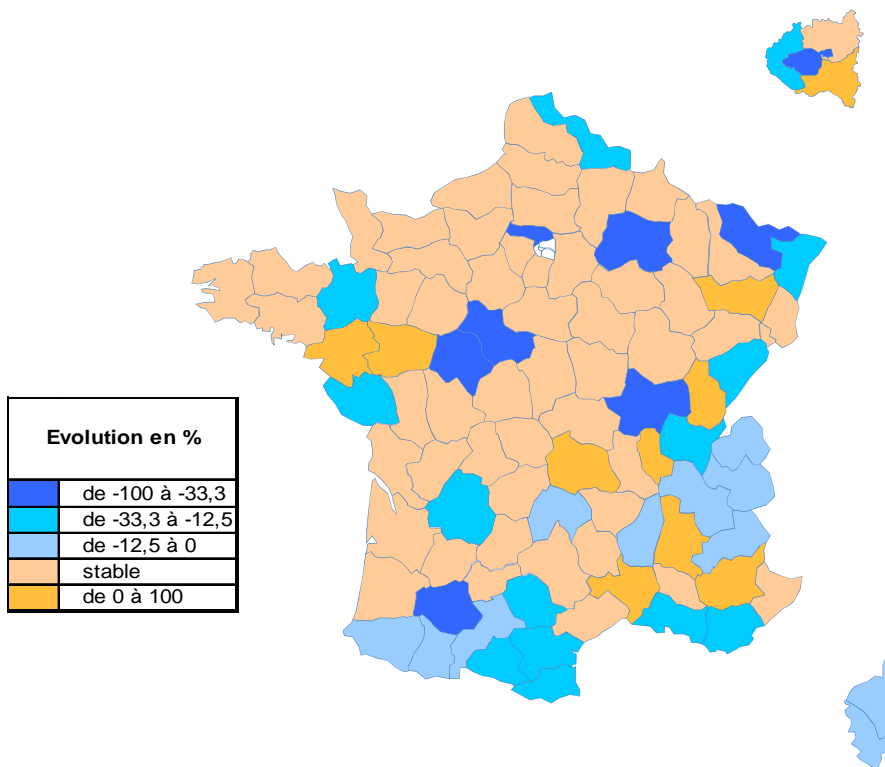 Evolution en %
de -100 à -33,3
de -33,3 à -12,5
de -12,5 à 0
stable
de 0 à 100